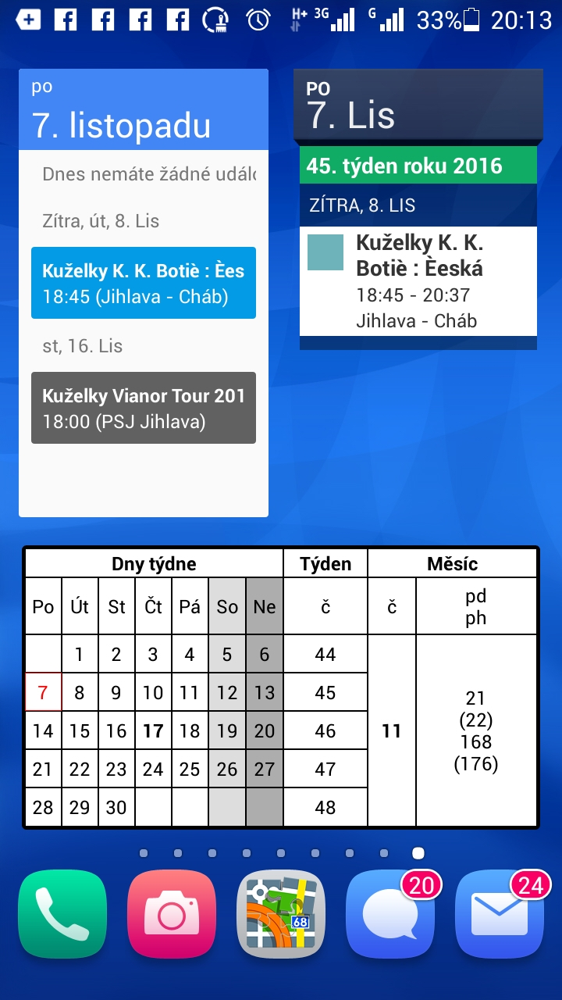 H+ 3G G 33% 20:13
po
7. listopadu
Dnes nemáte žádné událo
Zítra, út, 8. Lis
Kuželky K. K. Botiè : Èes
18:45 (Jihlava - Cháb)
st, 16. Lis
Kuželky Vianor Tour 201
18:00 (PSJ Jihlava)
PO
7. Lis
45. týden roku 2016
ZÍTRA, 8. LIS
Kuželky K. K.
Botiè : Èeská
18:45 - 20:37
Jihlava - Cháb
Dny týdne Týden Měsíc
Po Út St Čt Pá So Ne č č pd
ph
1 2 3 4 5 6 44
7 8 9 10 11 12 13 45
14 15 16 17 18 19 20 46 11
21 22 23 24 25 26 27 47
28 29 30 48
21
(22)
168
(176)
68
20
24